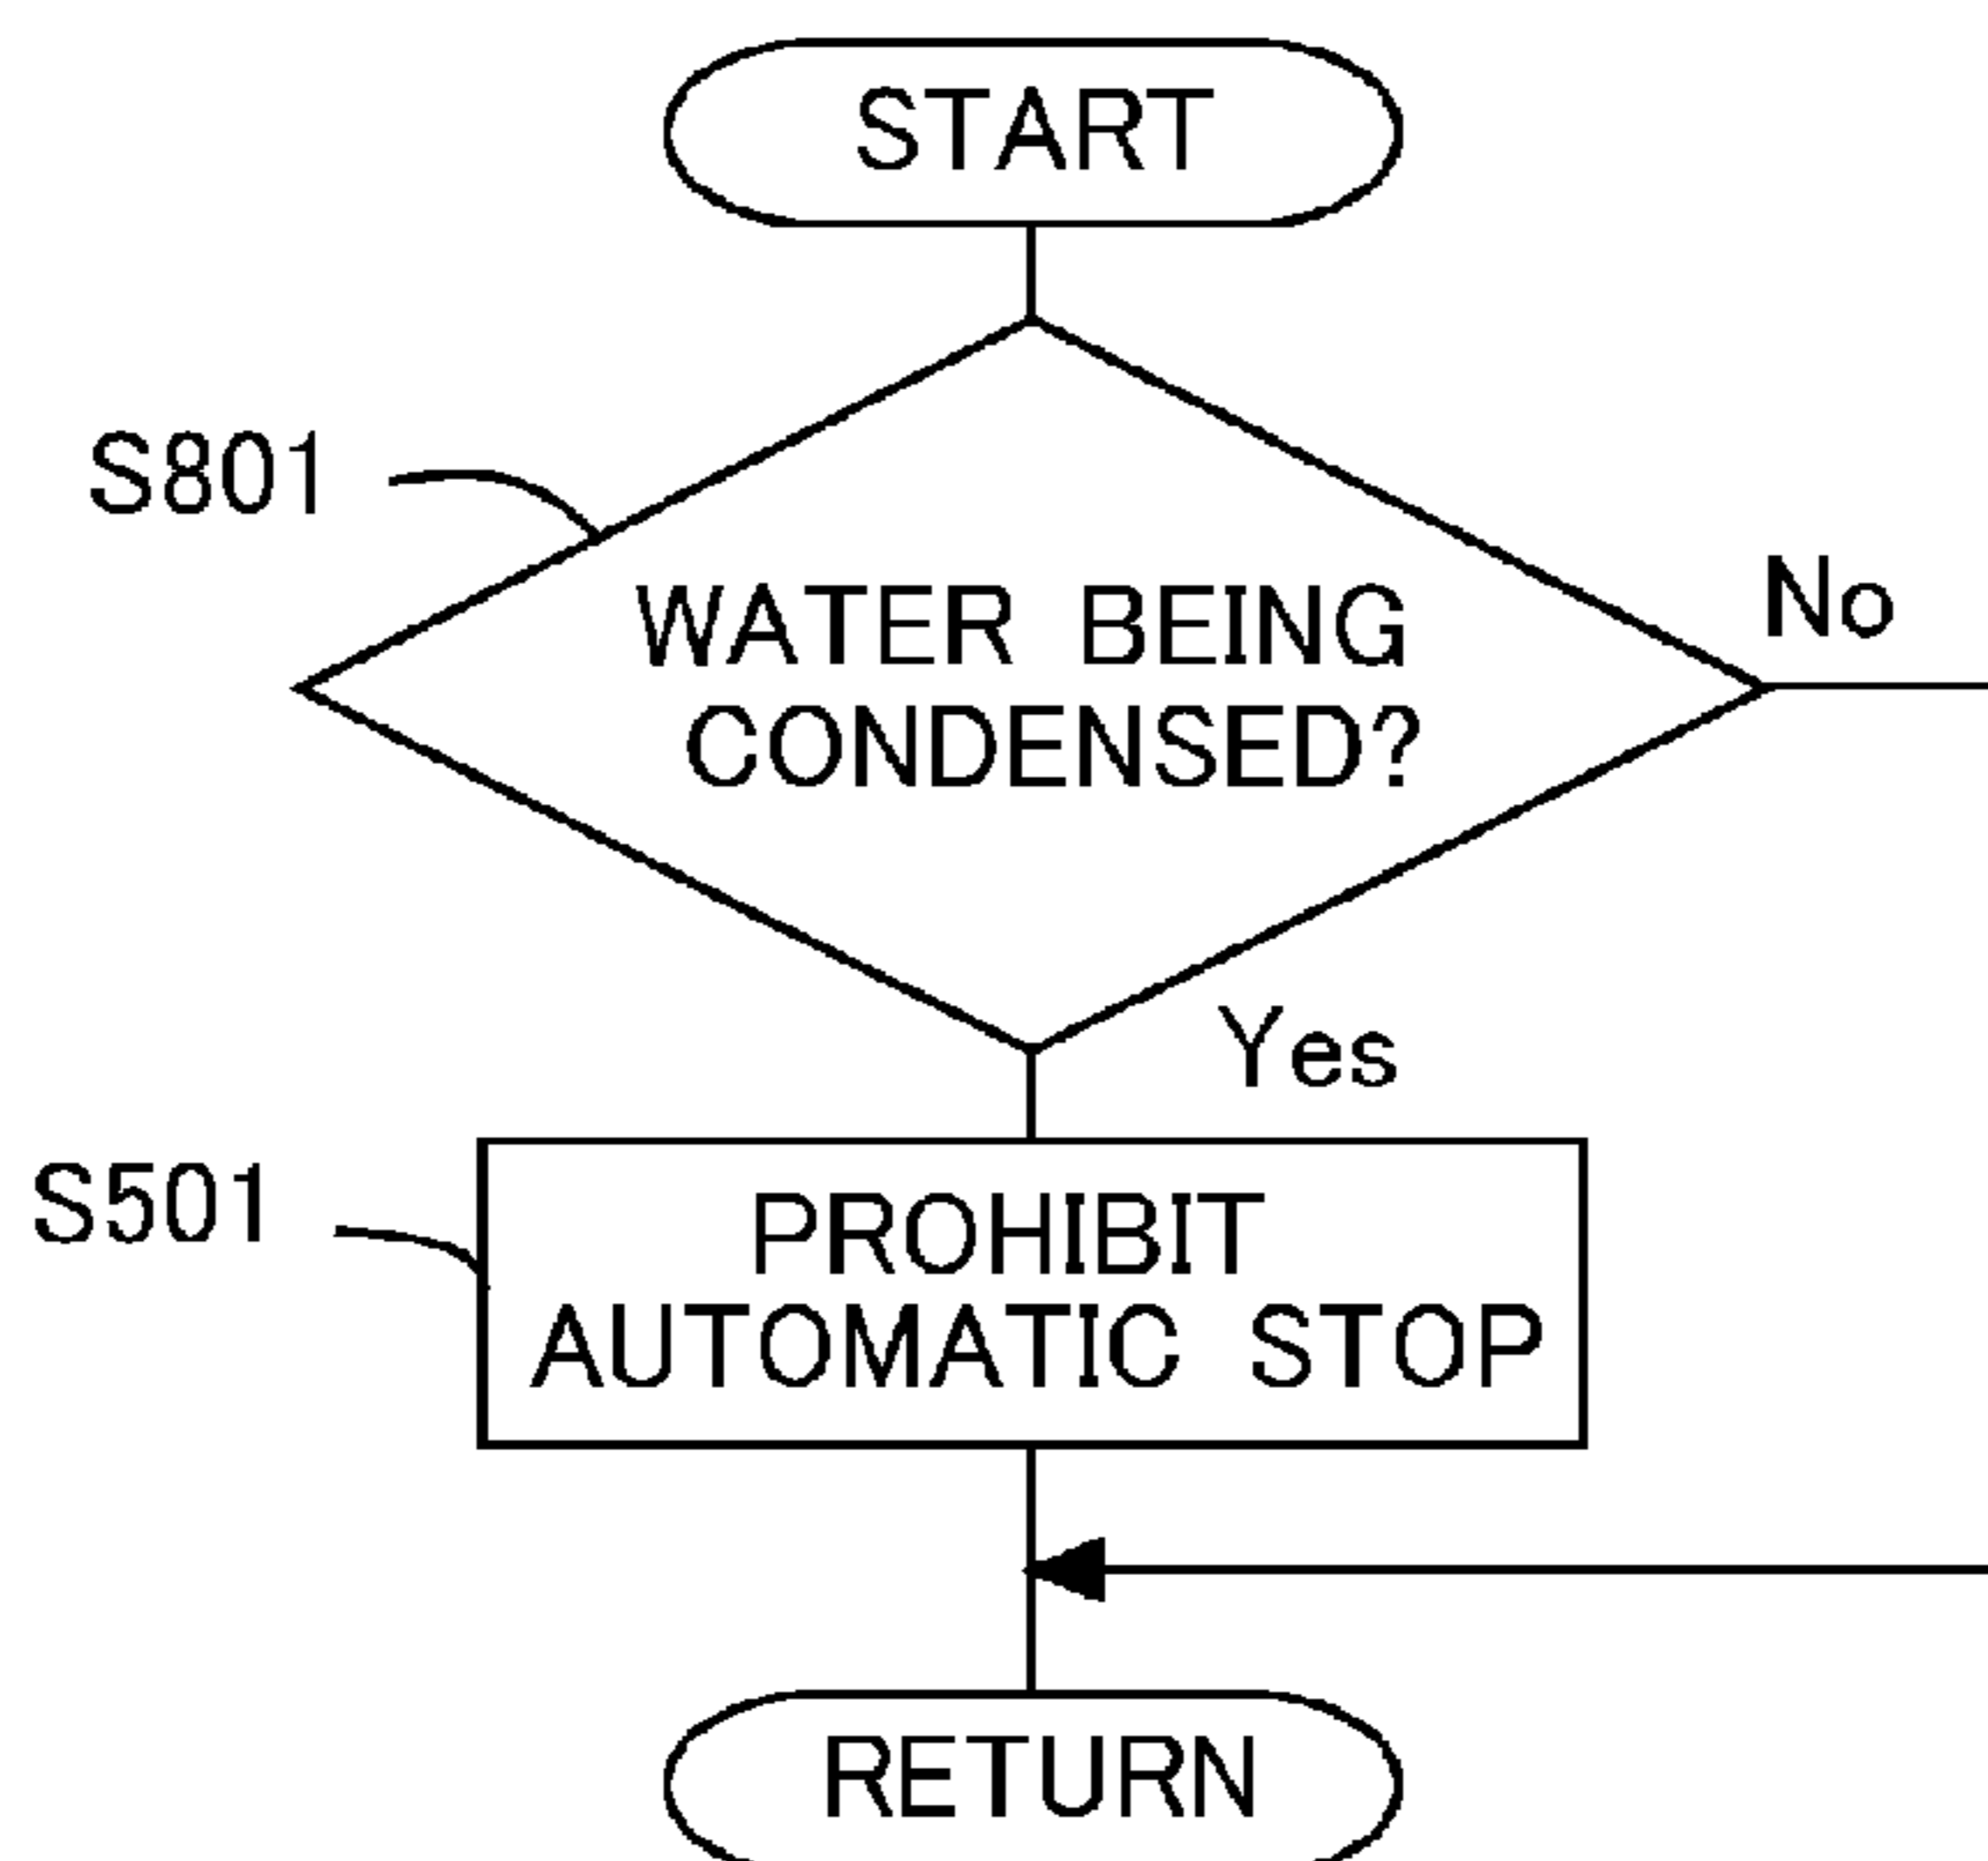 START
S801
WATER BEING
CONDENSED?
No
Yes
S501
PROHIBIT
AUTOMATIC STOP
RETURN